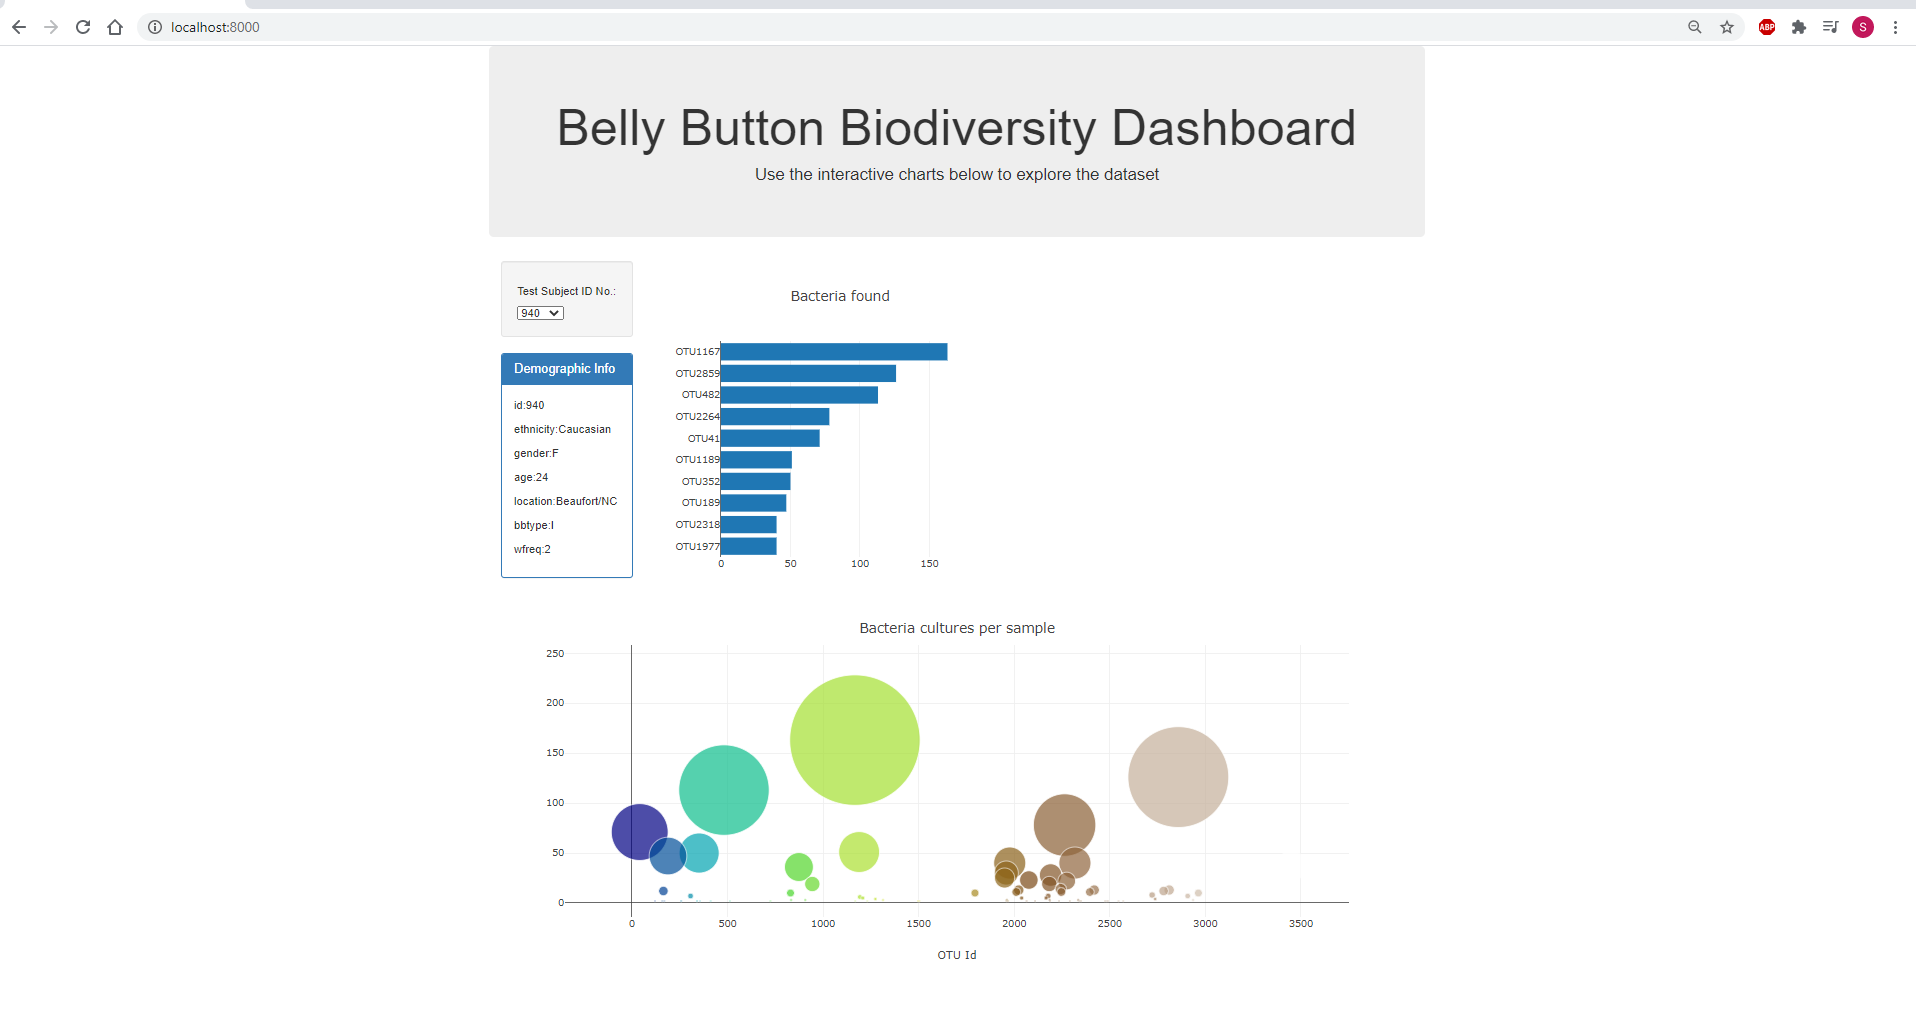 localhost:8000
ABP
S
Belly Button Biodiversity Dashboard
Use the interactive charts below to explore the dataset
Test Subject ID No.:
940
Demographic Info
id:940
ethnicity:Caucasian
gender:F
age:24
location:Beaufort/NC
bbtype:I
wfreq:2
Bacteria found
OTU1167
OTU2859
OTU482
OTU2264
OTU41
OTU1189
OTU352
OTU189
OTU2318
OTU1977
0 50 100 150
Bacteria cultures per sample
250
200
150
100
50
0
0 500 1000 1500 2000 2500 3000 3500
OTU Id